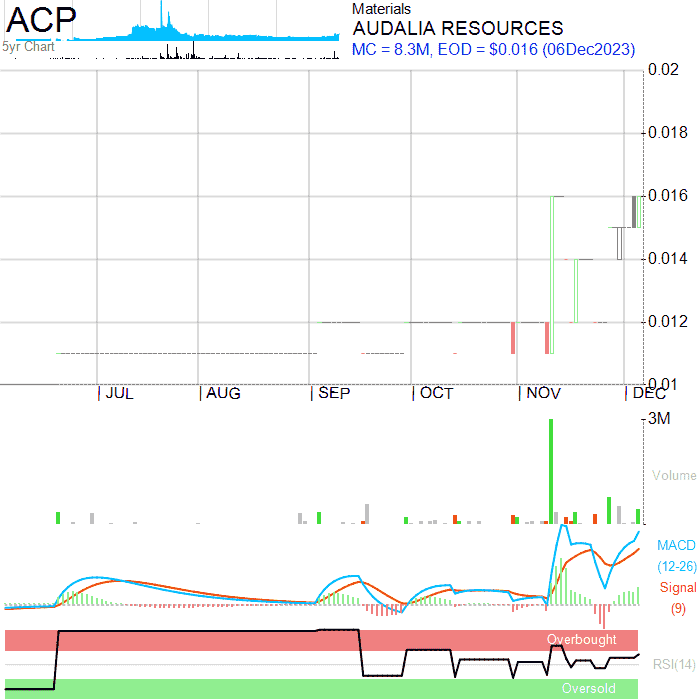 ACP
5yr Chart
Materials
AUDALIA RESOURCES
MC = 8.3M, EOD = $0.016 (06Dec2023)
0.02
0.018
0.016
0.014
0.012
0.01
JUL AUG SEP OCT NOV DEC
3M
Volume
MACD
(12-26)
Signal
(9)
Overbought
RSI(14)
Oversold